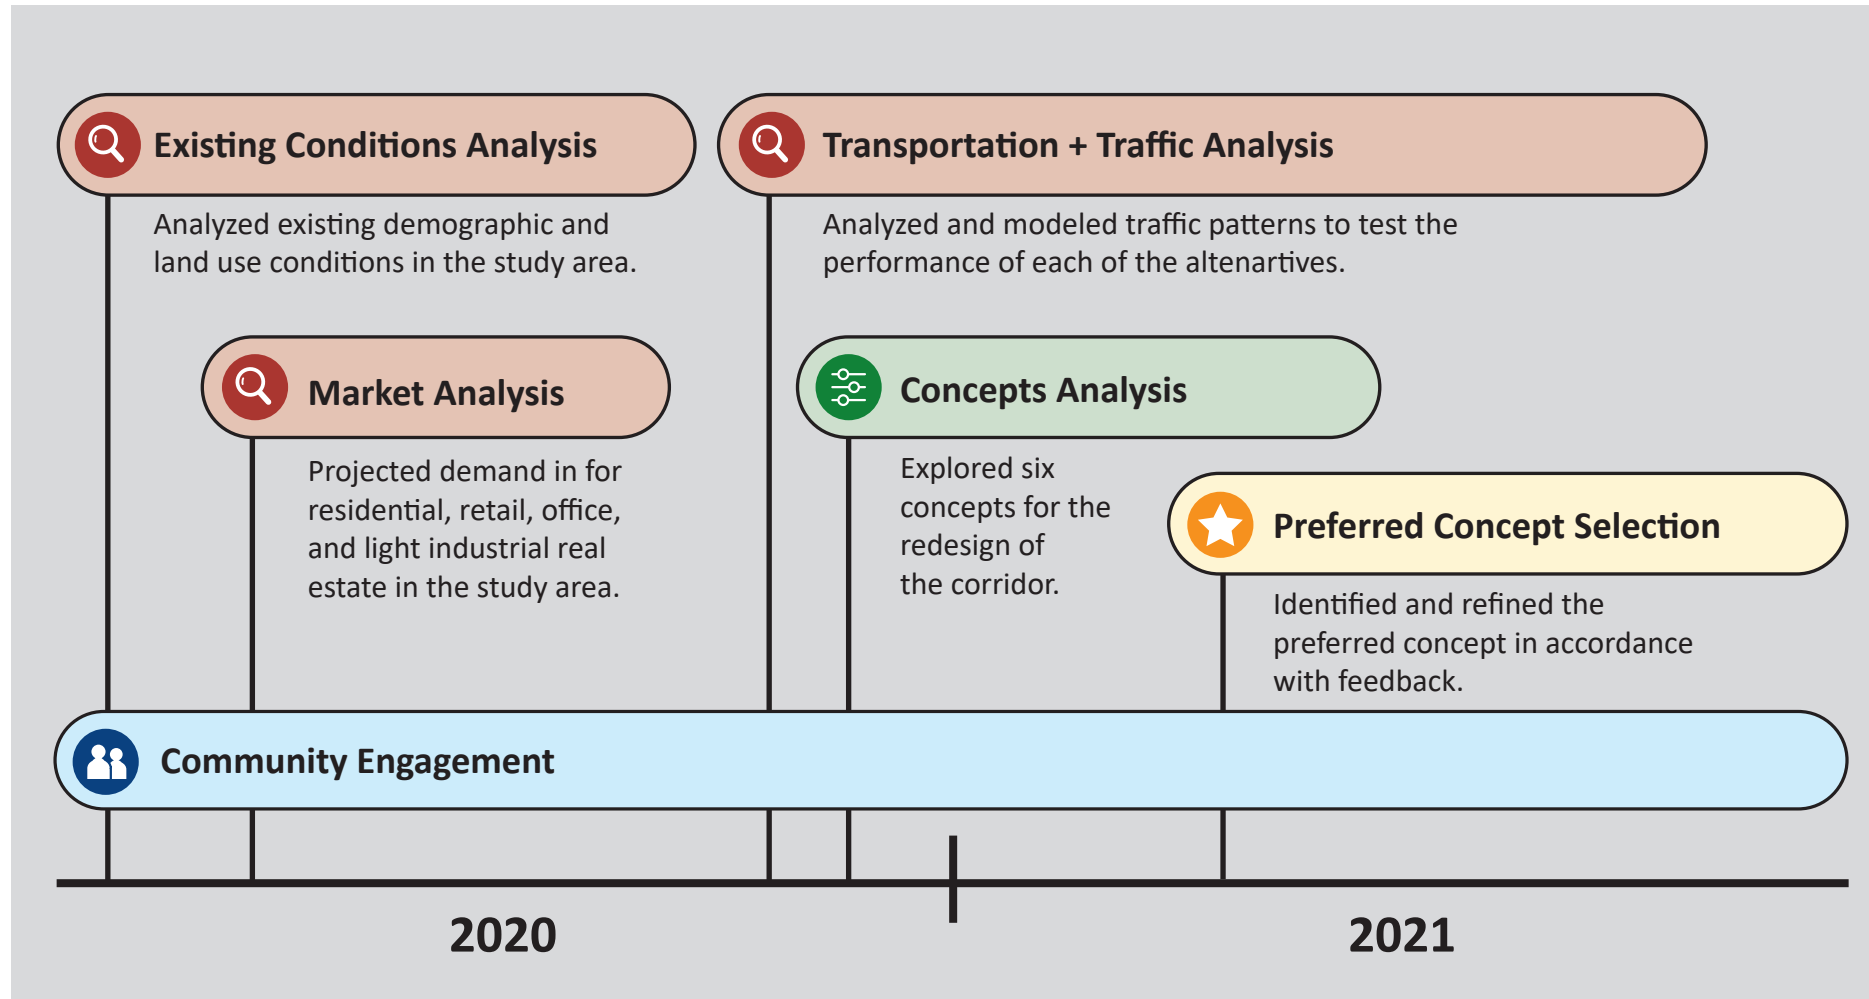 Existing Conditions Analysis
Analyzed existing demographic and
land use conditions in the study area.
Transportation + Traffic Analysis
Analyzed and modeled traffic patterns to test the
performance of each of the altenartives.
Market Analysis
Projected demand in for
residential, retail, office,
and light industrial real
estate in the study area.
Concepts Analysis
Explored six
concepts for the
redesign of
the corridor.
Preferred Concept Selection
Identified and refined the
preferred concept in accordance
with feedback.
Community Engagement
2020
2021